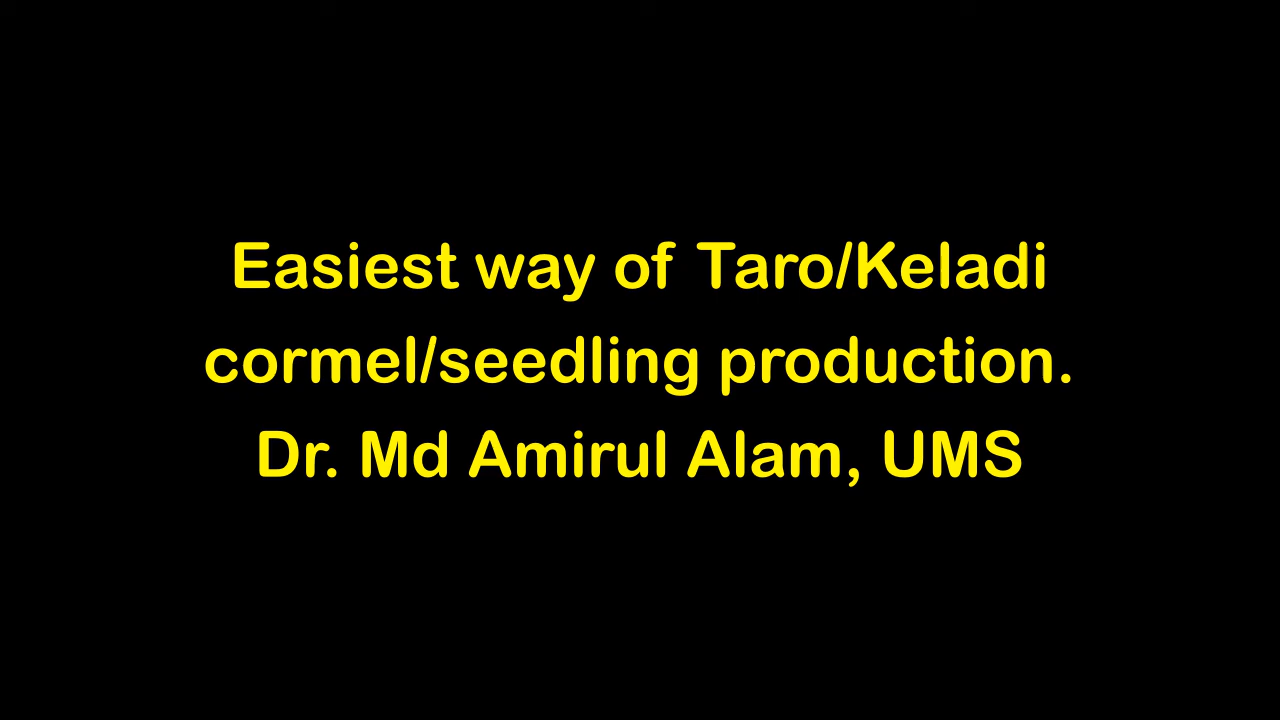 Easiest way of Taro/Keladi
cormel/seedling production.
Dr. Md Amirul Alam, UMS